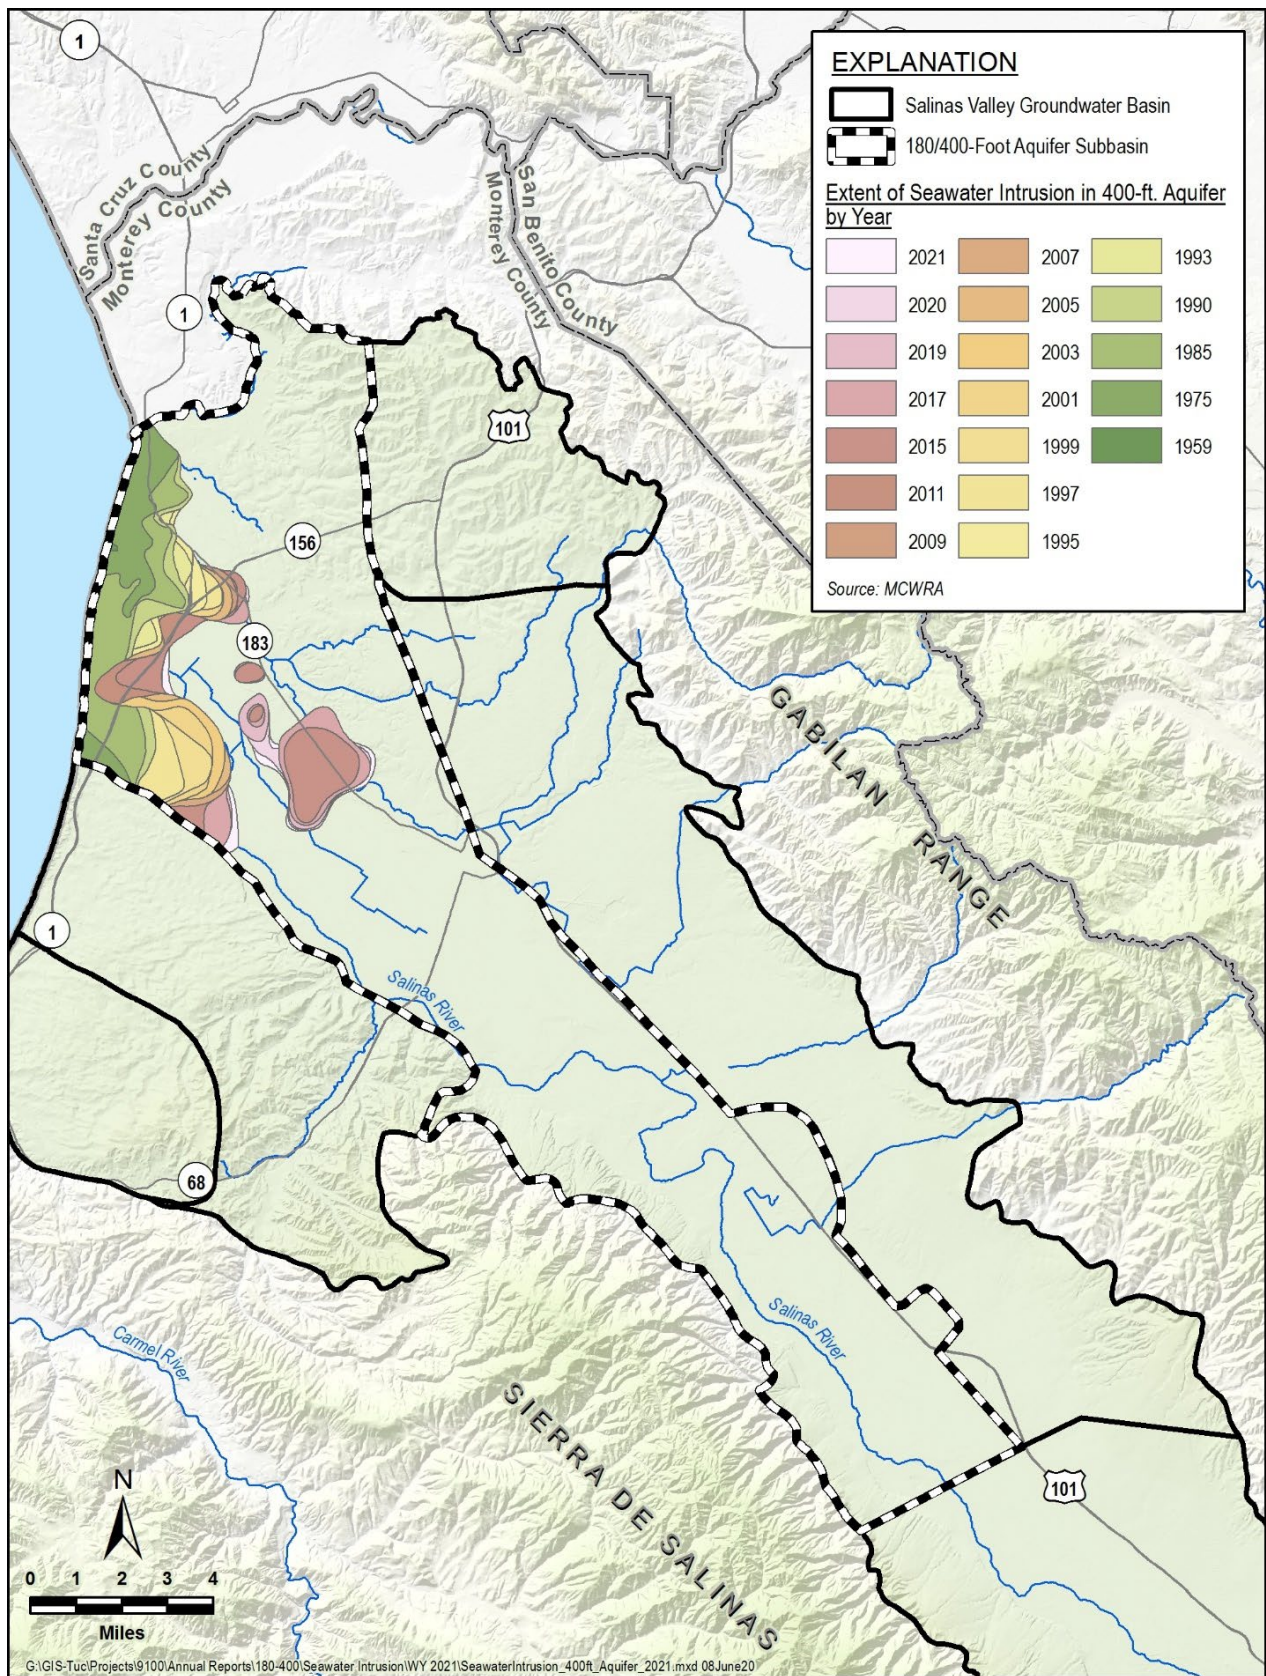 1
EXPLANATION
Salinas Valley Groundwater Basin
180/400-Foot Aquifer Subbasin
Extent of Seawater Intrusion in 400-ft. Aquifer
by Year
2021
2007
1993
2020
2005
1990
2019
2003
1985
2017
2001
1975
2015
1999
1959
2011
1997
2009
1995
Source: MCWRA
Santa Cruz County
Monterey County
San Benito County
Monterey County
1
101
156
183
GABILAN RANGE
1
Salinas River
68
Salinas River
Carmel River
SIERRA DE SALINAS
101
N
0 1 2 3 4
Miles
G:\GIS-Tuc\Projects\9100\Annual Reports\180-400\Seawater Intrusion\WY 2021\SeawaterIntrusion_400ft_Aquifer_2021.mxd 08June20